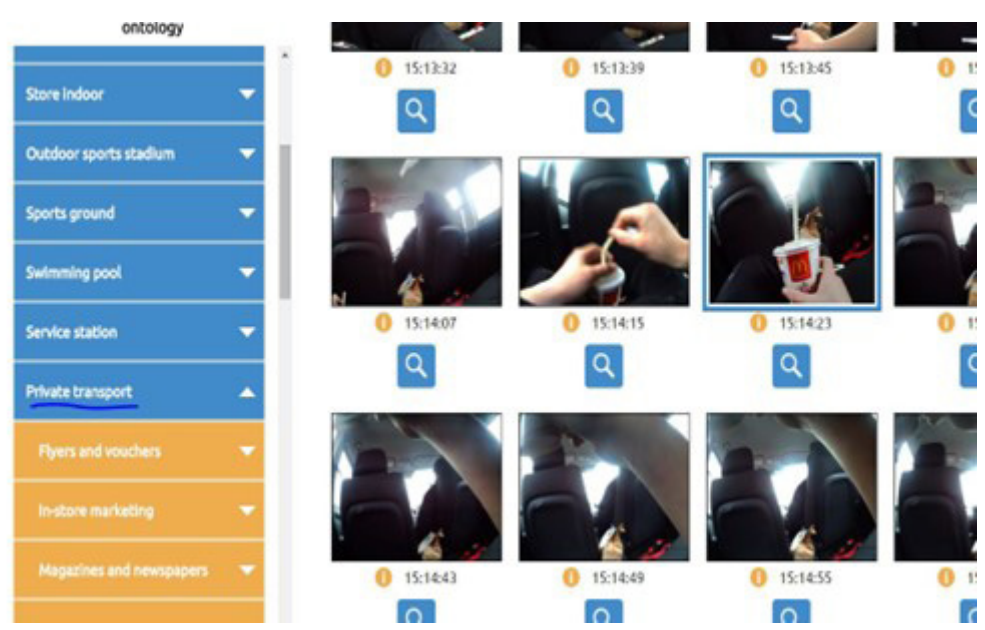 ontology
Store indoor
Outdoor sports stadium
Sports ground
Swimming pool
Service station
Private transport
Flyers and vouchers
In-store marketing
Magazines and newspapers
15:13:32
15:13:39
15:13:45
15:14:07
15:14:15
15:14:23
15:14:43
15:14:49
15:14:55